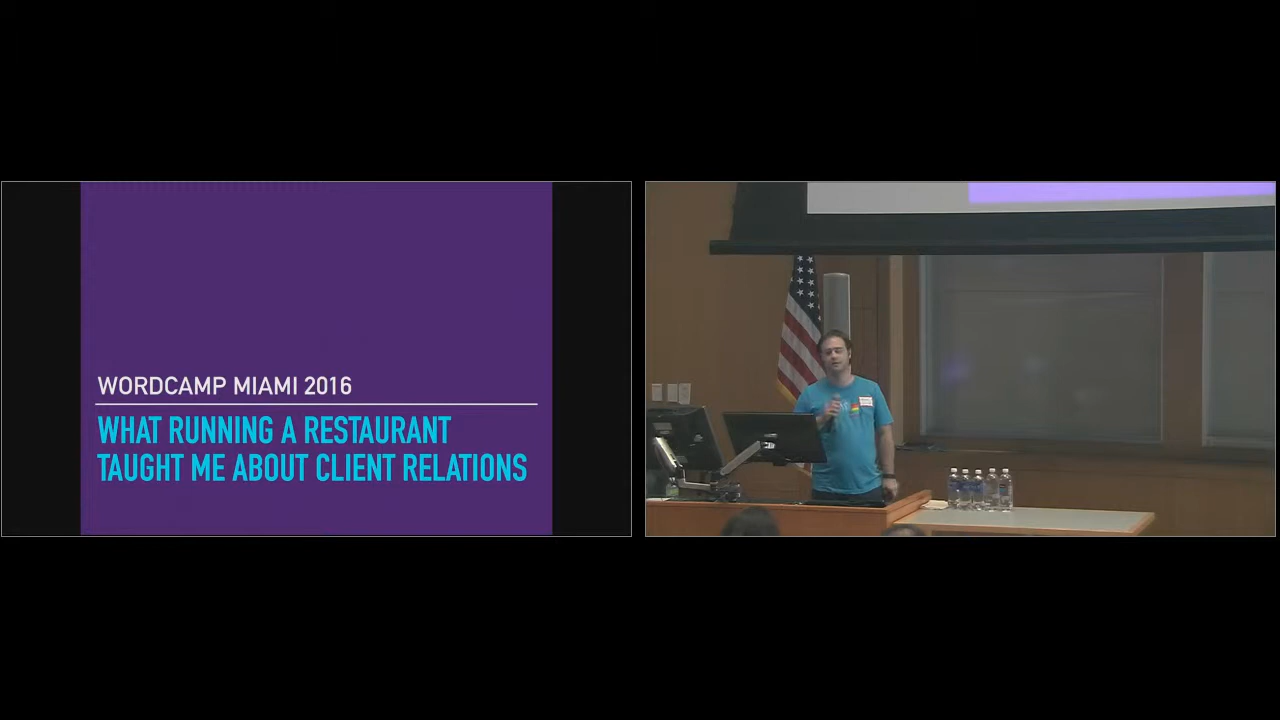 WORDCAMP MIAMI 2016
WHAT RUNNING A RESTAURANT
TAUGHT ME ABOUT CLIENT RELATIONS